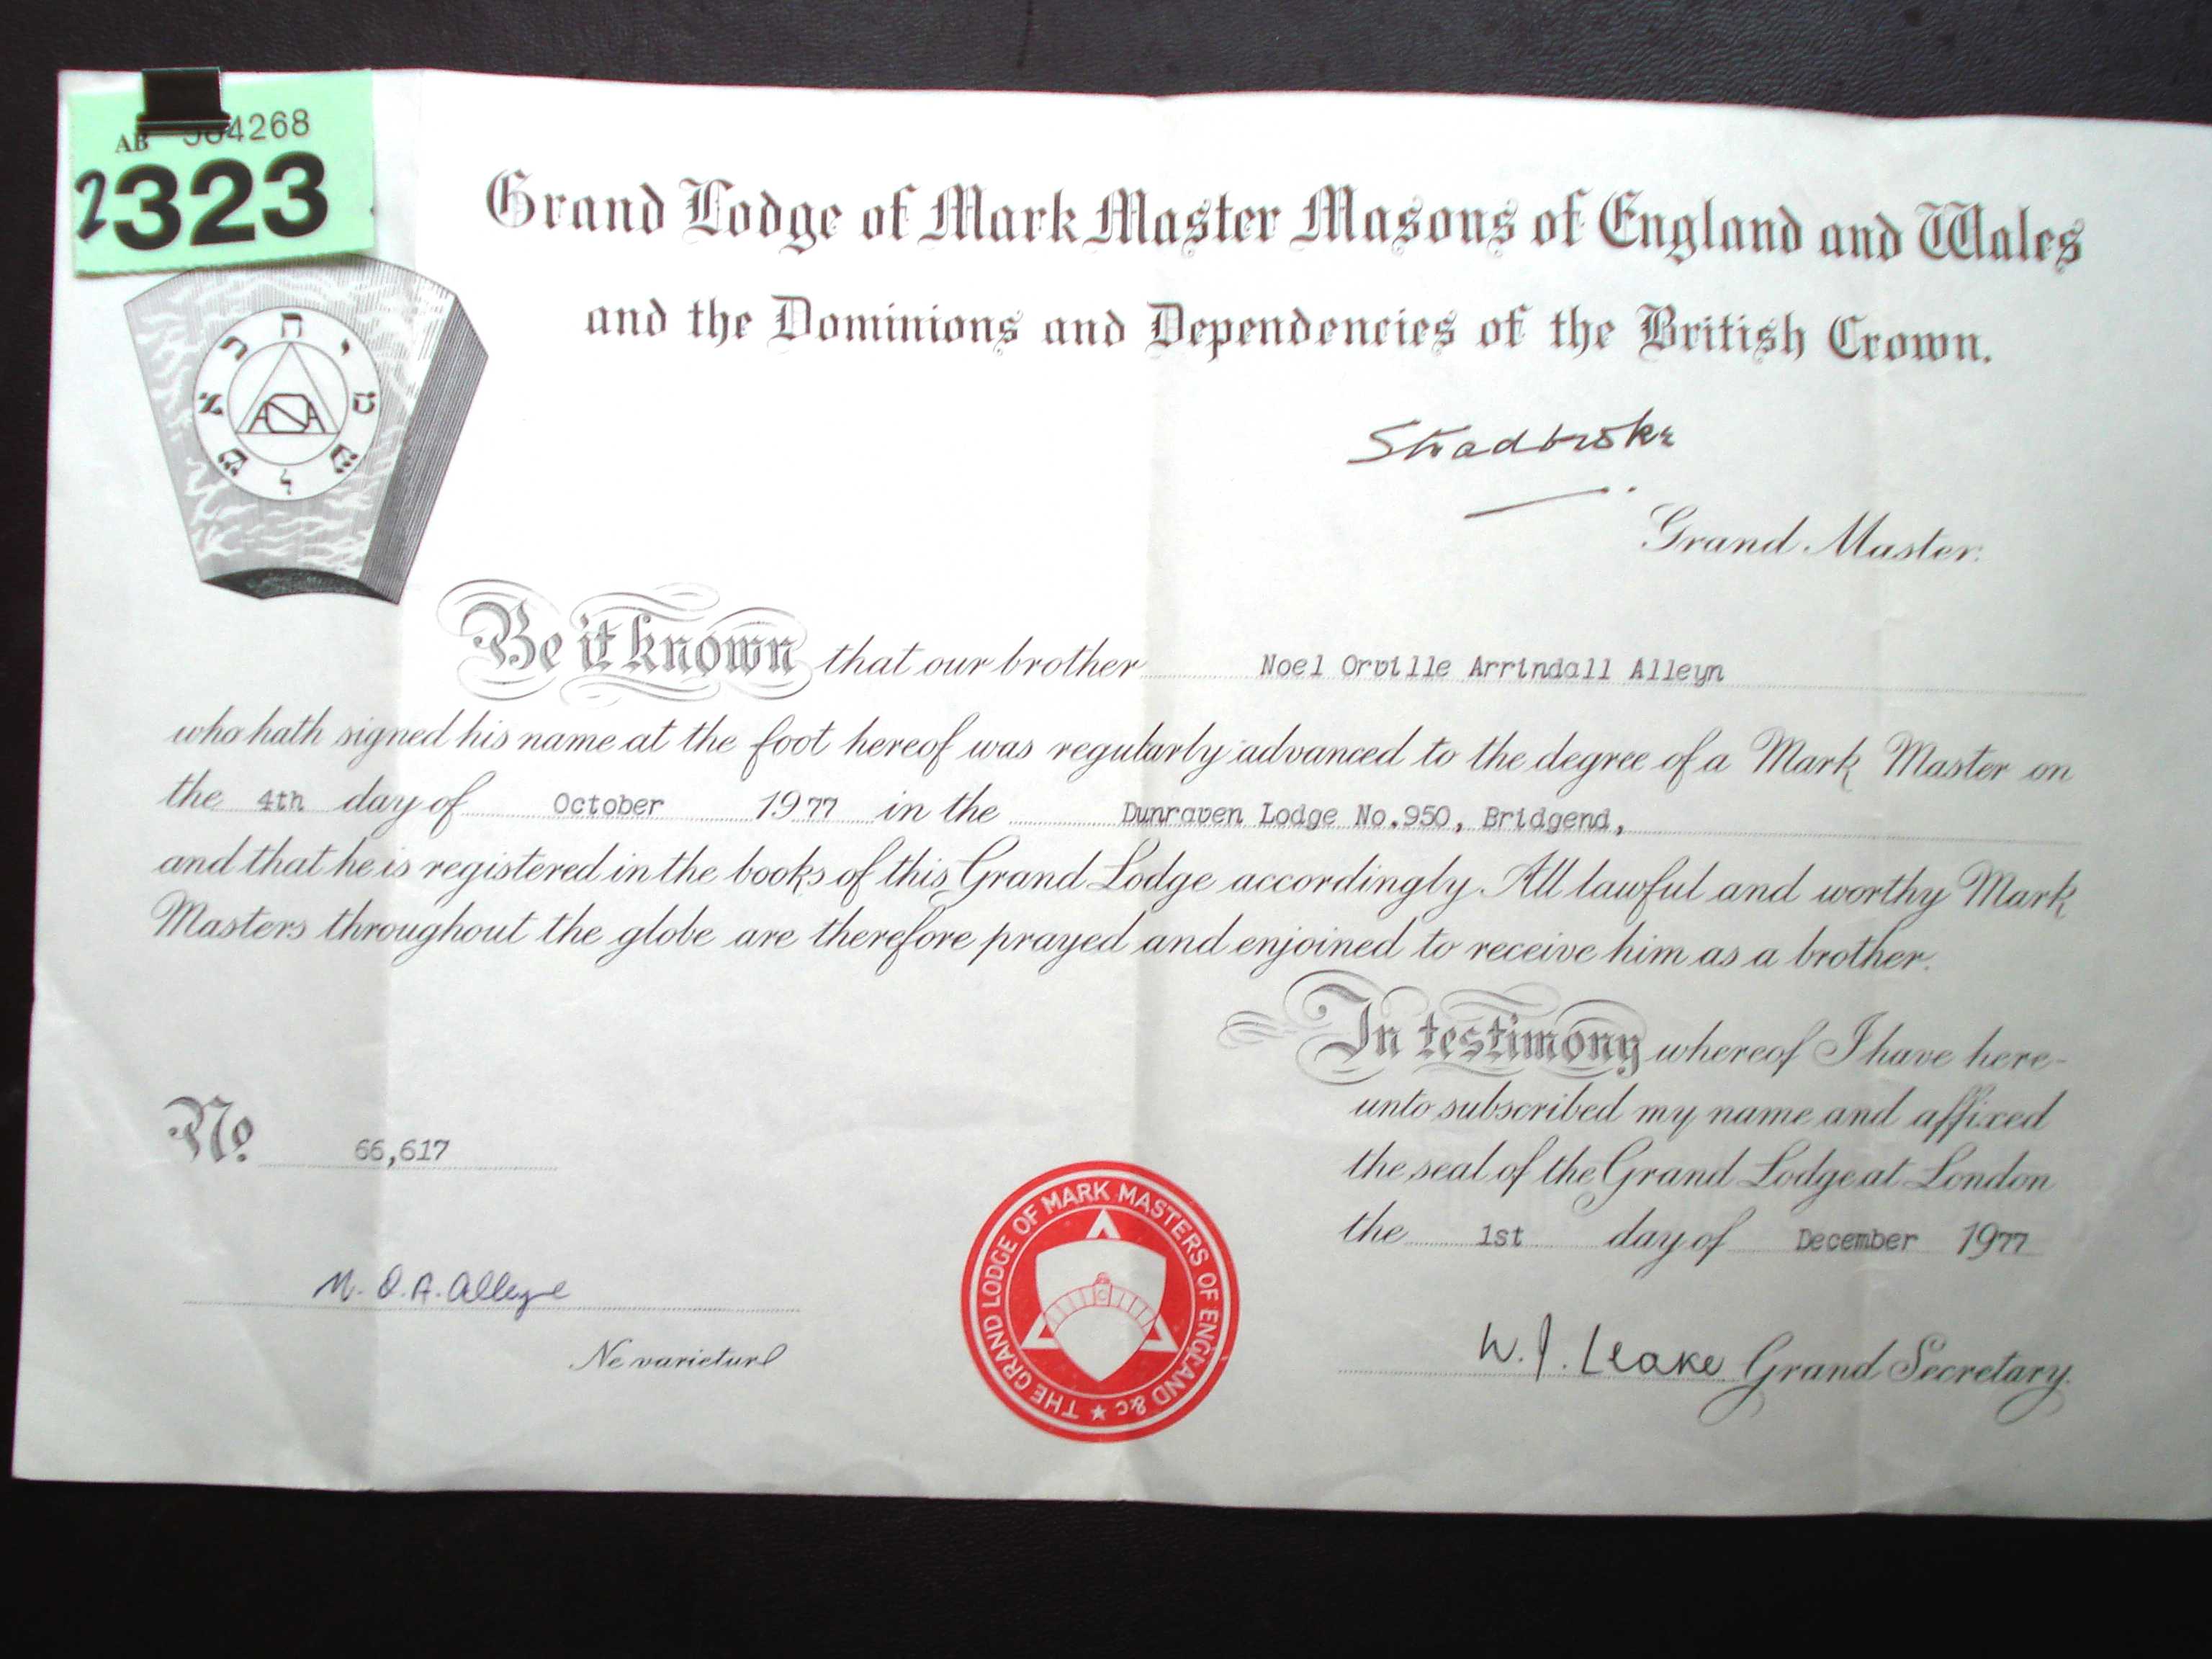 AB 564268
2323
Grand Lodge of Mark Master Masons of England and Wales
and the Dominions and Dependencies of the British Crown.
Stradbroke
Grand Master.
Be it known that our brother Noel Orville Arrindall Alleyn
who hath signed his name at the foot hereof was regularly advanced to the degree of a Mark Master on
the 4th day of October 1977 in the Dunraven Lodge No.950, Bridgend,
and that he is registered in the books of this Grand Lodge accordingly. All lawful and worthy Mark
Masters throughout the globe are therefore prayed and enjoined to receive him as a brother.
In testimony whereof I have here-
unto subscribed my name and affixed
the seal of the Grand Lodge at London
the 1st day of December 1977
No. 66,617
N. O. A. Alleyne
Ne varietur
THE GRAND LODGE OF MARK MASTERS OF ENGLAND &c
W. J. Leake Grand Secretary.